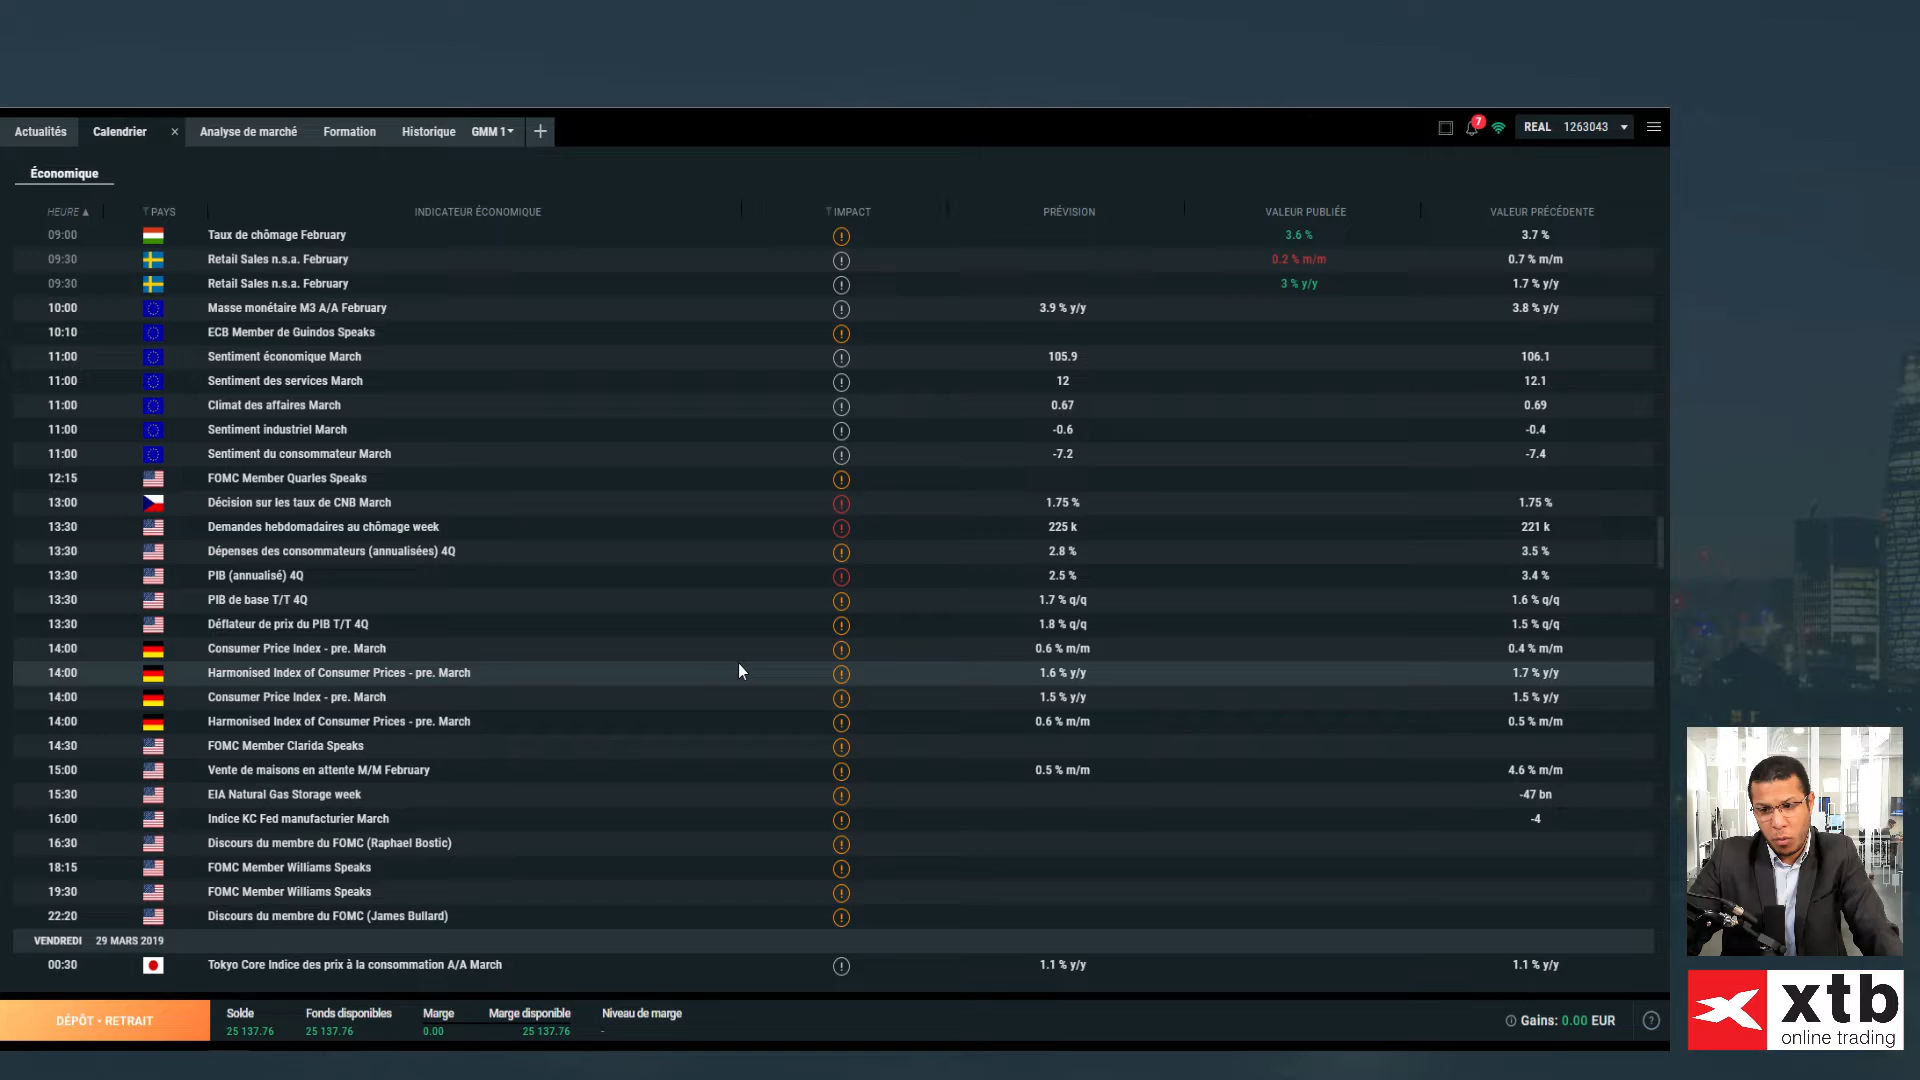 Actualités Calendrier × Analyse de marché Formation Historique GMM 1 + 7 REAL 1263043
Économique
HEURE PAYS INDICATEUR ÉCONOMIQUE IMPACT PRÉVISION VALEUR PUBLIÉE VALEUR PRÉCÉDENTE
09:00 Taux de chômage February 3.6 % 3.7 %
09:30 Retail Sales n.s.a. February 0.2 % m/m 0.7 % m/m
09:30 Retail Sales n.s.a. February 3 % y/y 1.7 % y/y
10:00 Masse monétaire M3 A/A February 3.9 % y/y 3.8 % y/y
10:10 ECB Member de Guindos Speaks
11:00 Sentiment économique March 105.9 106.1
11:00 Sentiment des services March 12 12.1
11:00 Climat des affaires March 0.67 0.69
11:00 Sentiment industriel March -0.6 -0.4
11:00 Sentiment du consommateur March -7.2 -7.4
12:15 FOMC Member Quarles Speaks
13:00 Décision sur les taux de CNB March 1.75 % 1.75 %
13:30 Demandes hebdomadaires au chômage week 225 k 221 k
13:30 Dépenses des consommateurs (annualisées) 4Q 2.8 % 3.5 %
13:30 PIB (annualisé) 4Q 2.5 % 3.4 %
13:30 PIB de base T/T 4Q 1.7 % q/q 1.6 % q/q
13:30 Déflateur de prix du PIB T/T 4Q 1.8 % q/q 1.5 % q/q
14:00 Consumer Price Index - pre. March 0.6 % m/m 0.4 % m/m
14:00 Harmonised Index of Consumer Prices - pre. March 1.6 % y/y 1.7 % y/y
14:00 Consumer Price Index - pre. March 1.5 % y/y 1.5 % y/y
14:00 Harmonised Index of Consumer Prices - pre. March 0.6 % m/m 0.5 % m/m
14:30 FOMC Member Clarida Speaks
15:00 Vente de maisons en attente M/M February 0.5 % m/m 4.6 % m/m
15:30 EIA Natural Gas Storage week -47 bn
16:00 Indice KC Fed manufacturier March -4
16:30 Discours du membre du FOMC (Raphael Bostic)
18:15 FOMC Member Williams Speaks
19:30 FOMC Member Williams Speaks
22:20 Discours du membre du FOMC (James Bullard)
VENDREDI 29 MARS 2019
00:30 Tokyo Core Indice des prix à la consommation A/A March 1.1 % y/y 1.1 % y/y
DÉPÔT • RETRAIT
Solde Fonds disponibles Marge Marge disponible Niveau de marge
25 137.76 25 137.76 0.00 25 137.76 -
Gains: 0.00 EUR ?
xtb
online trading